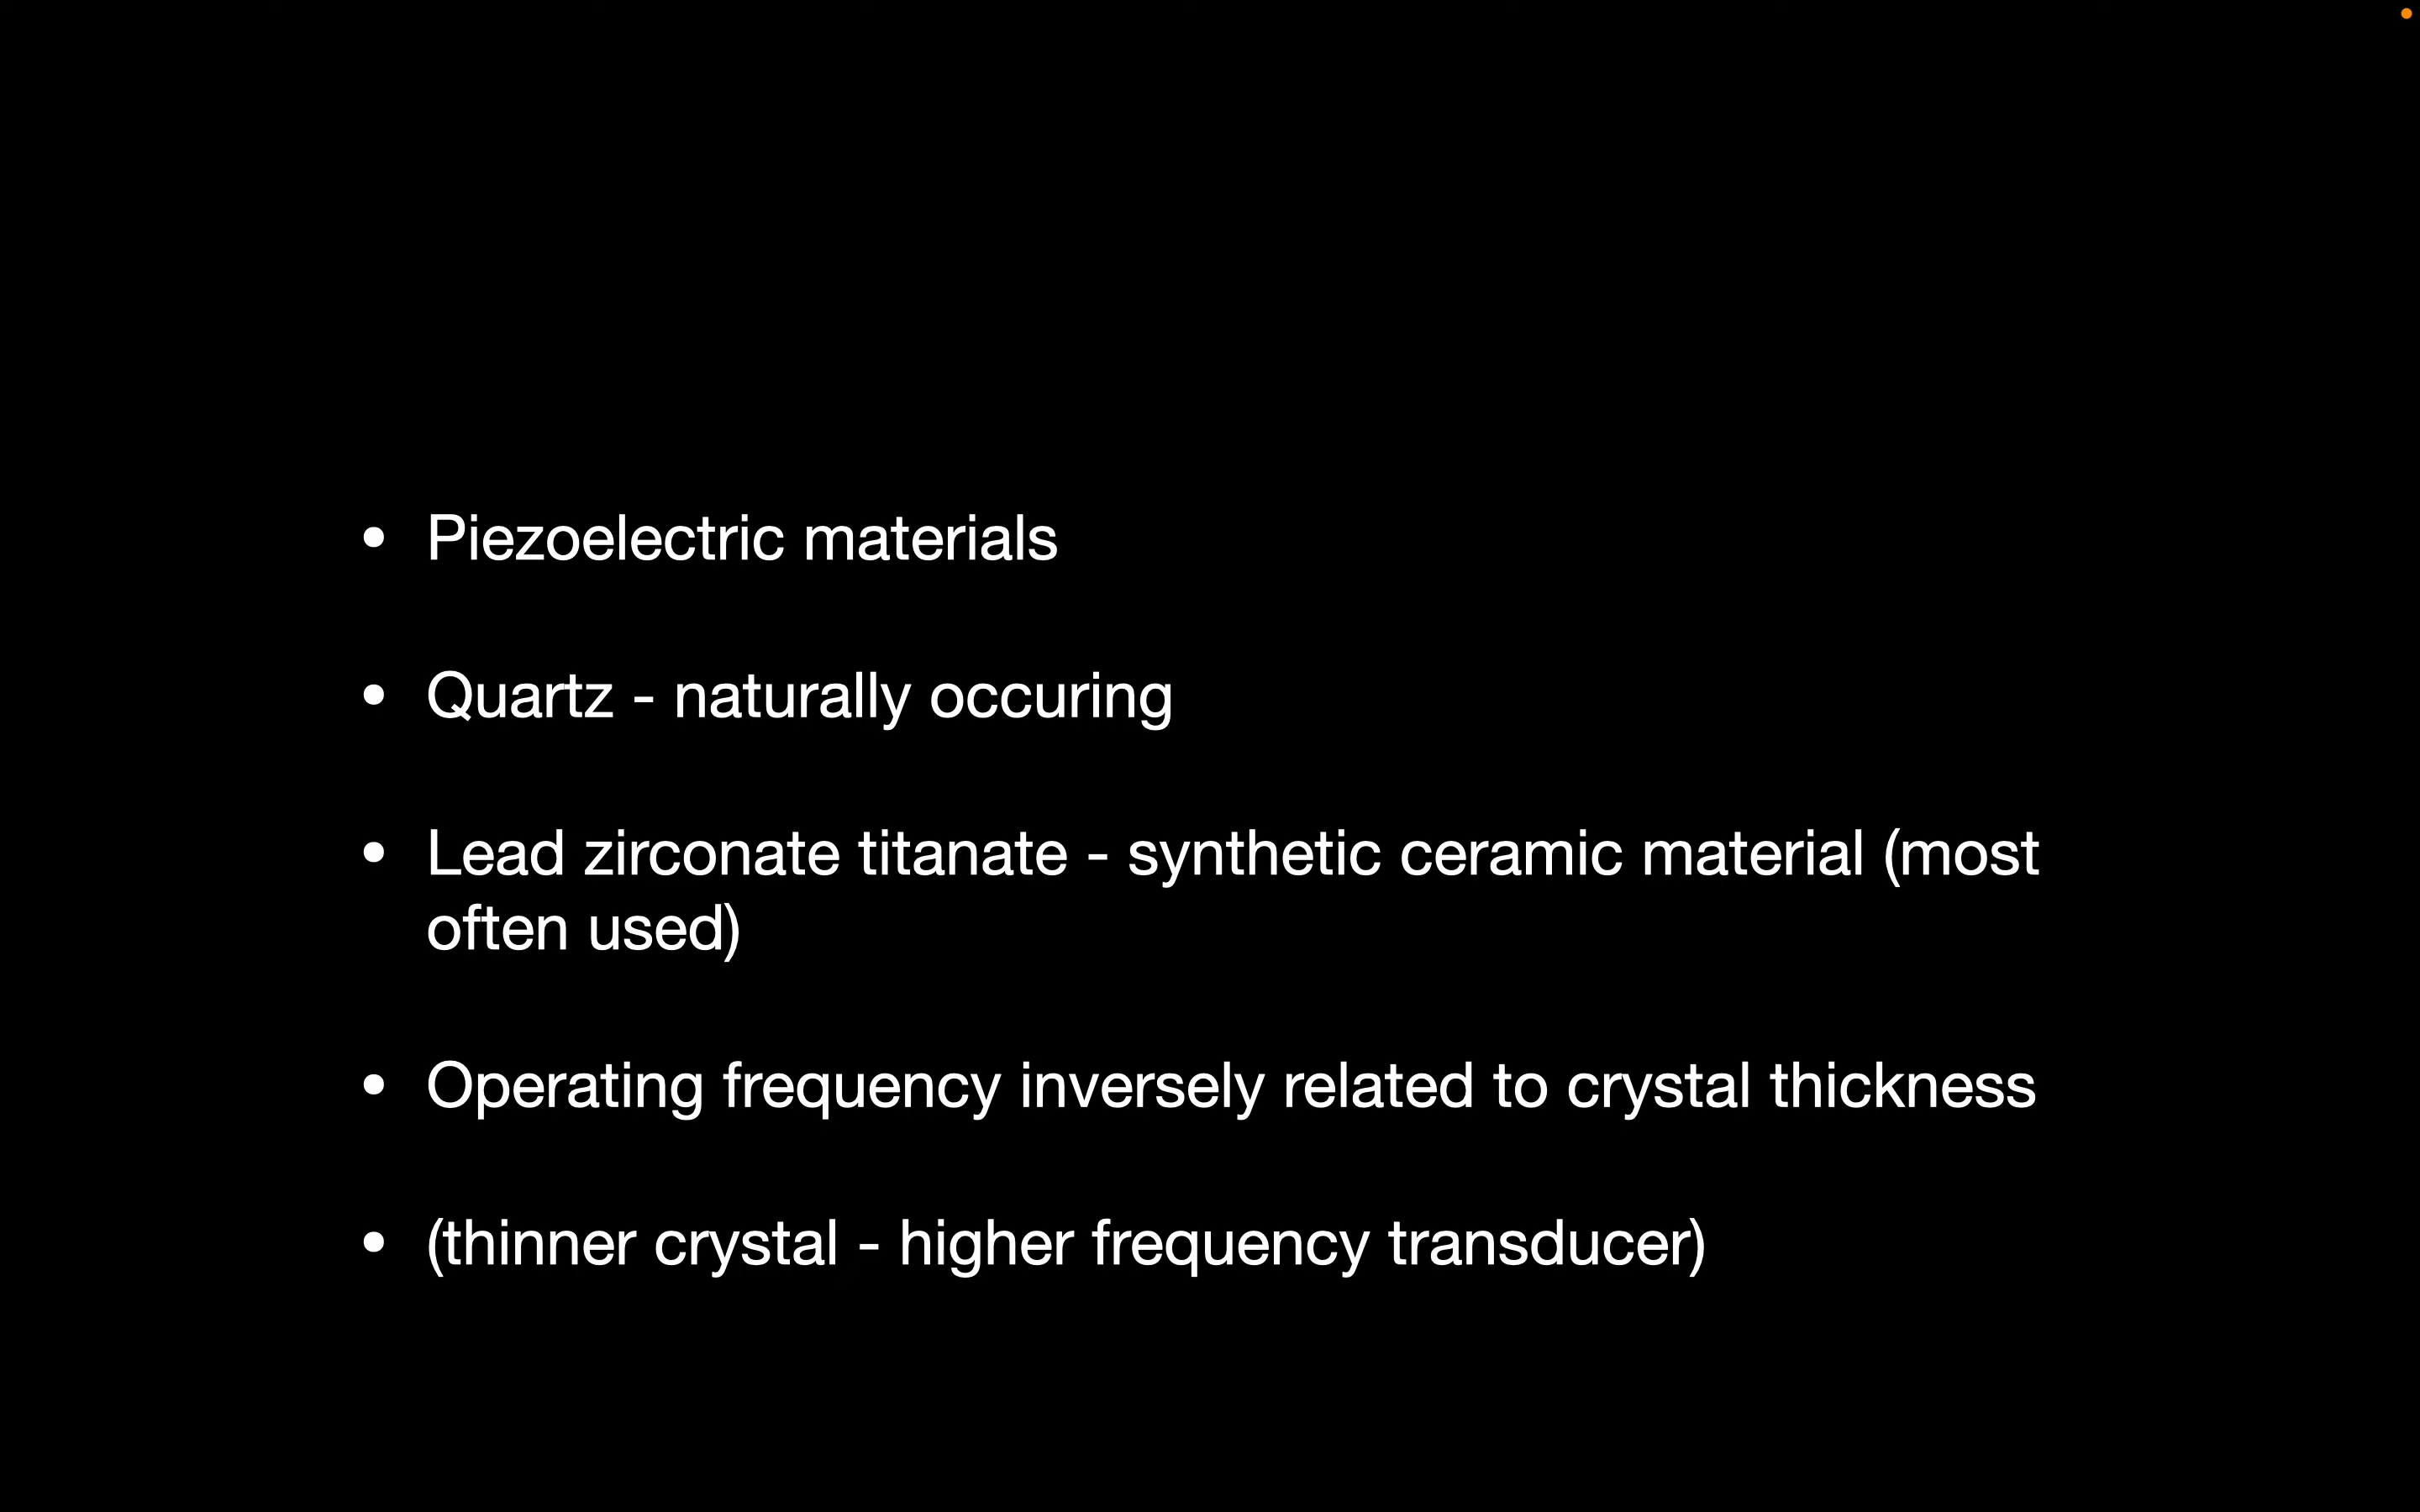 • Piezoelectric materials
• Quartz - naturally occuring
• Lead zirconate titanate - synthetic ceramic material (most
often used)
• Operating frequency inversely related to crystal thickness
• (thinner crystal - higher frequency transducer)